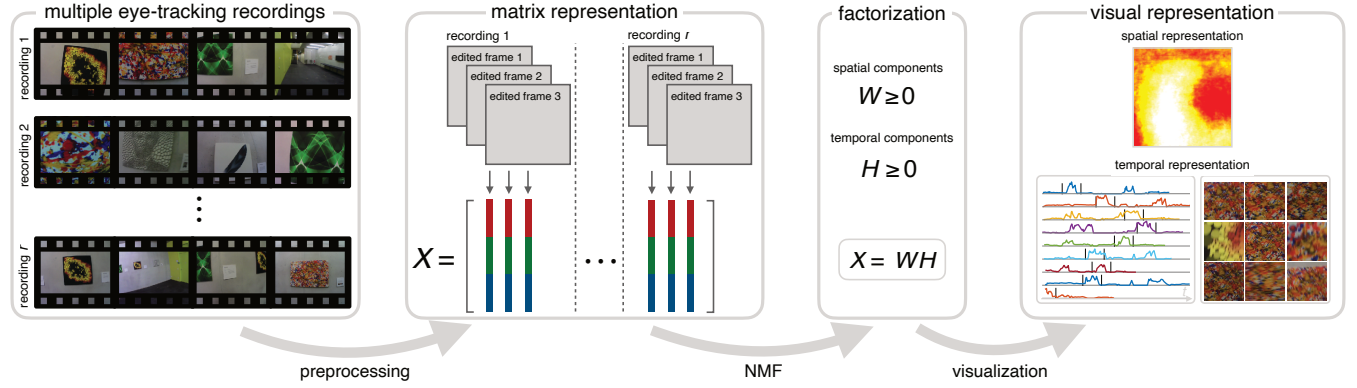 multiple eye-tracking recordings
recording 1
recording 2
recording r
matrix representation
recording 1
edited frame 1
edited frame 2
edited frame 3
recording r
edited frame 1
edited frame 2
edited frame 3
X =
factorization
spatial components
W ≥ 0
temporal components
H ≥ 0
X = WH
visual representation
spatial representation
temporal representation
t
preprocessing
NMF
visualization